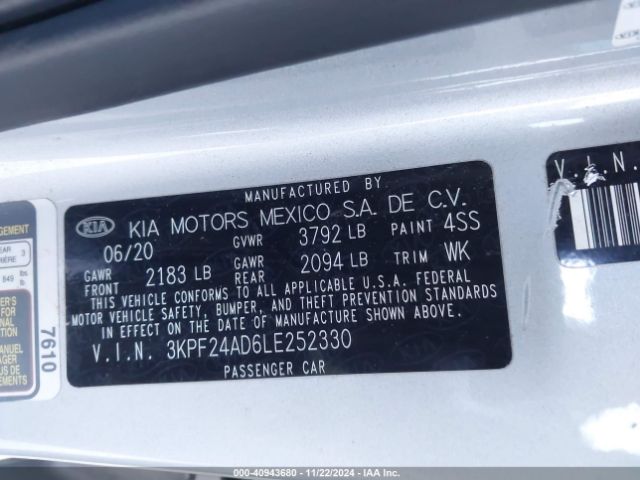 MANUFACTURED BY
KIA KIA MOTORS MEXICO S.A. DE C.V.
06/20 GVWR 3792 LB PAINT 4SS
GAWR FRONT 2183 LB GAWR REAR 2094 LB TRIM WK
THIS VEHICLE CONFORMS TO ALL APPLICABLE U.S.A. FEDERAL
MOTOR VEHICLE SAFETY, BUMPER, AND THEFT PREVENTION STANDARDS
IN EFFECT ON THE DATE OF MANUFACTURE SHOWN ABOVE.
V.I.N. 3KPF24AD6LE252330
PASSENGER CAR
V.I.N.
7610
000-40943680 - 11/22/2024 - IAA Inc.